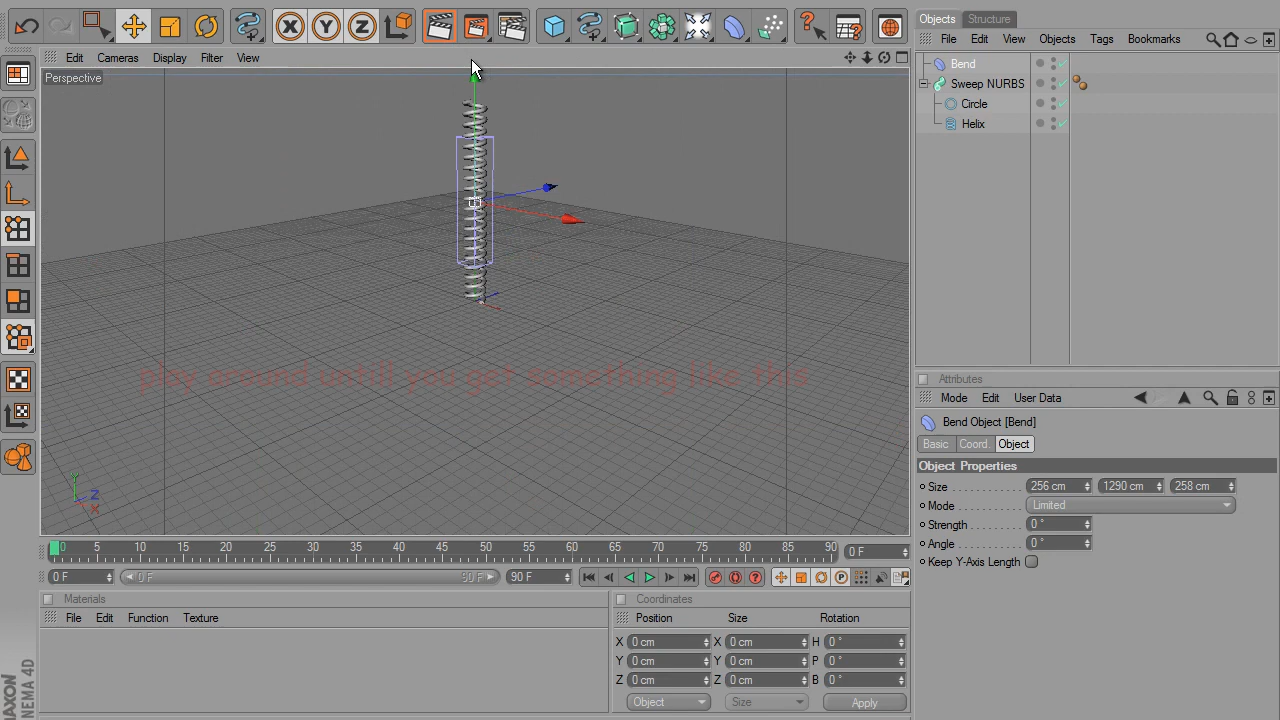 Objects Structure
File Edit View Objects Tags Bookmarks
Edit Cameras Display Filter View
Perspective
Bend
Sweep NURBS
Circle
Helix
play around untill you get something like this
Y
Z
X
Attributes
Mode Edit User Data
Bend Object [Bend]
Basic Coord. Object
Object Properties
Size 256 cm 1290 cm 258 cm
Mode Limited
Strength 0 °
Angle 0 °
Keep Y-Axis Length
0 5 10 15 20 25 30 35 40 45 50 55 60 65 70 75 80 85 90 0 F
0 F 0 F 90 F 90 F
Materials
File Edit Function Texture
Coordinates
Position Size Rotation
X 0 cm X 0 cm H 0 °
Y 0 cm Y 0 cm P 0 °
Z 0 cm Z 0 cm B 0 °
Object Size Apply
MAXON
NEMA 4D